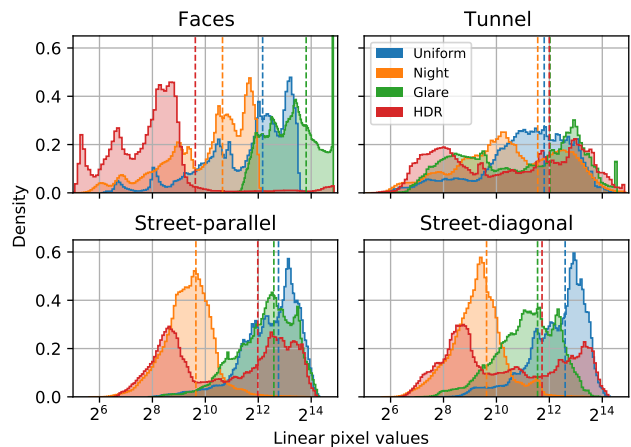 Faces
Tunnel
0.6
0.4
0.2
0.0
Uniform
Night
Glare
HDR
Density
Street-parallel
Street-diagonal
0.6
0.4
0.2
0.0
2^6 2^8 2^10 2^12 2^14
2^6 2^8 2^10 2^12 2^14
Linear pixel values